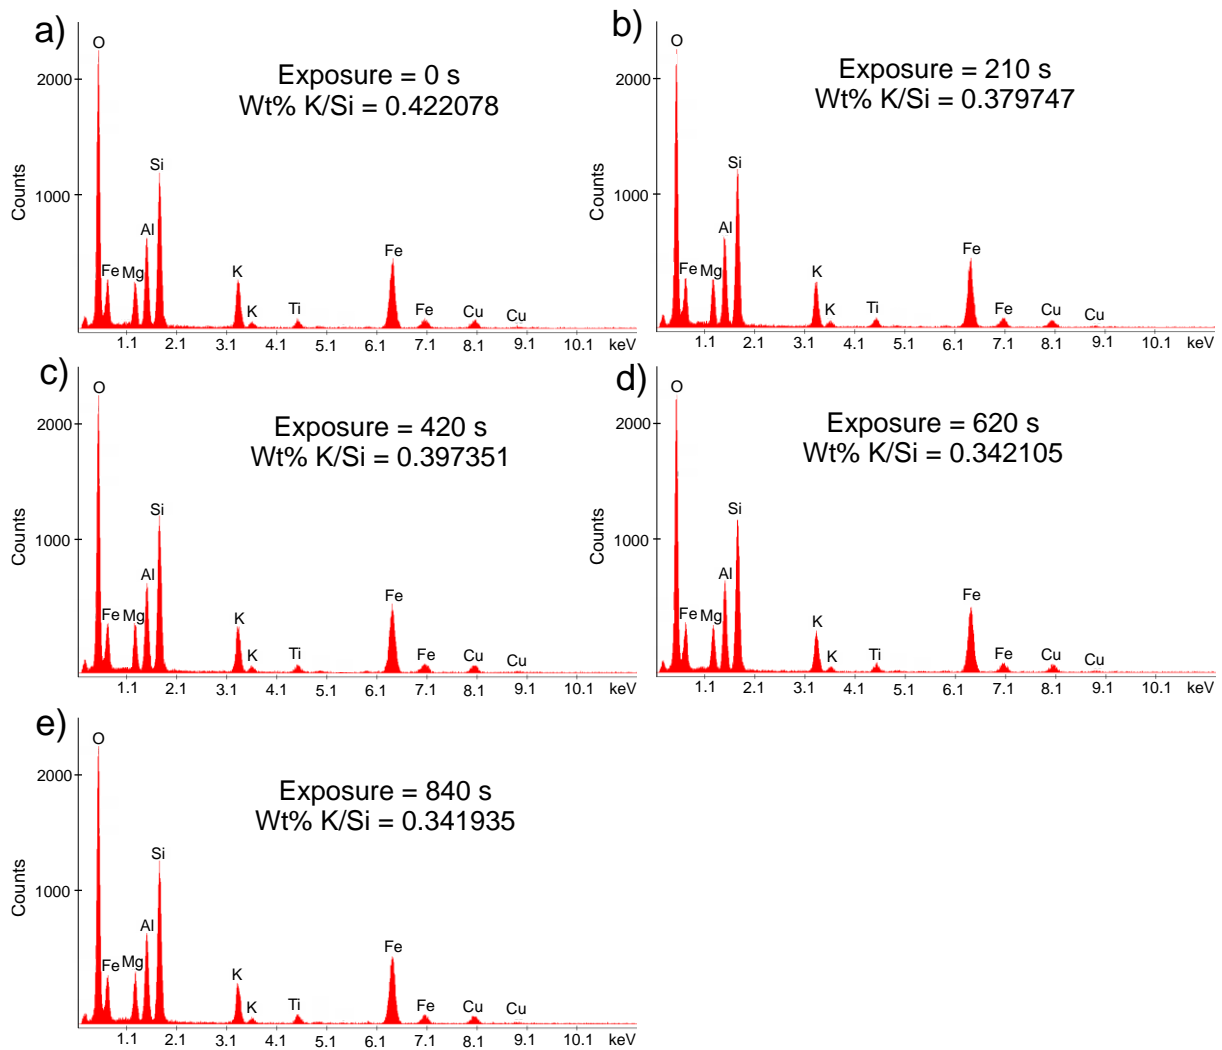 a)
Exposure = 0 s
Wt% K/Si = 0.422078
Counts
2000
1000
O
Fe
Mg
Al
Si
K
K
Ti
Fe
Fe
Cu
Cu
1.1 2.1 3.1 4.1 5.1 6.1 7.1 8.1 9.1 10.1 keV
b)
Exposure = 210 s
Wt% K/Si = 0.379747
Counts
2000
1000
O
Fe
Mg
Al
Si
K
K
Ti
Fe
Fe
Cu
Cu
1.1 2.1 3.1 4.1 5.1 6.1 7.1 8.1 9.1 10.1 keV
c)
Exposure = 420 s
Wt% K/Si = 0.397351
Counts
2000
1000
O
Fe
Mg
Al
Si
K
K
Ti
Fe
Fe
Cu
Cu
1.1 2.1 3.1 4.1 5.1 6.1 7.1 8.1 9.1 10.1 keV
d)
Exposure = 620 s
Wt% K/Si = 0.342105
Counts
2000
1000
O
Fe
Mg
Al
Si
K
K
Ti
Fe
Fe
Cu
Cu
1.1 2.1 3.1 4.1 5.1 6.1 7.1 8.1 9.1 10.1 keV
e)
Exposure = 840 s
Wt% K/Si = 0.341935
Counts
2000
1000
O
Fe
Mg
Al
Si
K
K
Ti
Fe
Fe
Cu
Cu
1.1 2.1 3.1 4.1 5.1 6.1 7.1 8.1 9.1 10.1 keV